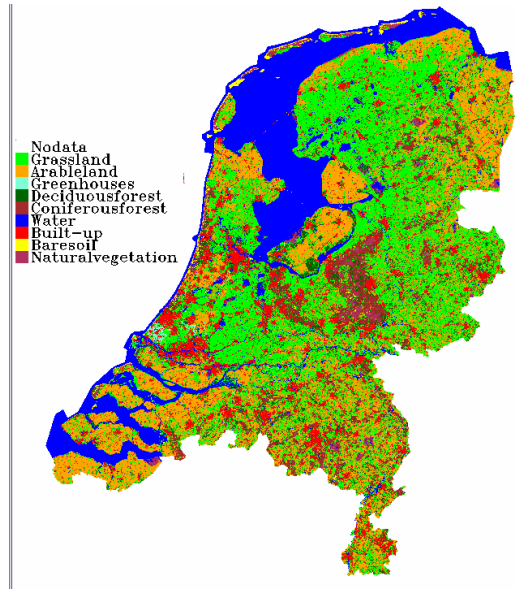 Nodata
Grassland
Arableland
Greenhouses
Deciduousforest
Coniferousforest
Water
Built-up
Baresoil
Naturalvegetation